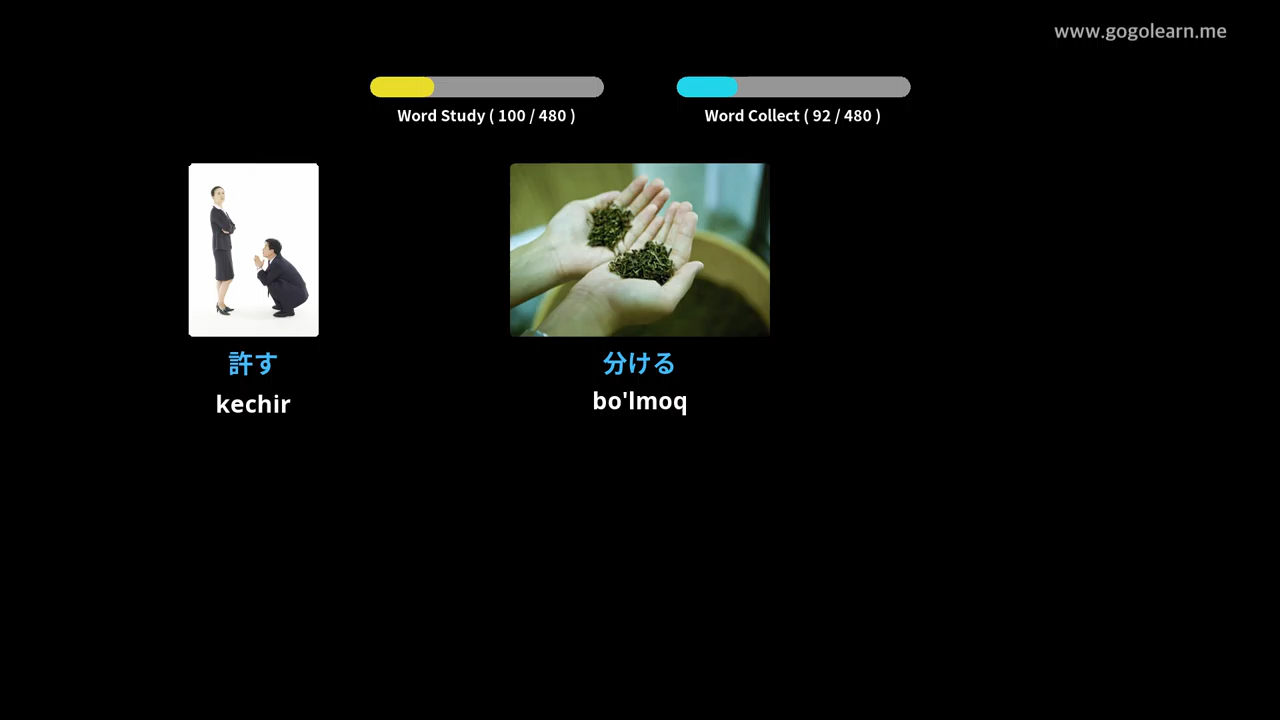 www.gogolearn.me
Word Study ( 100 / 480 )
Word Collect ( 92 / 480 )
許す
kechir
分ける
bo'lmoq